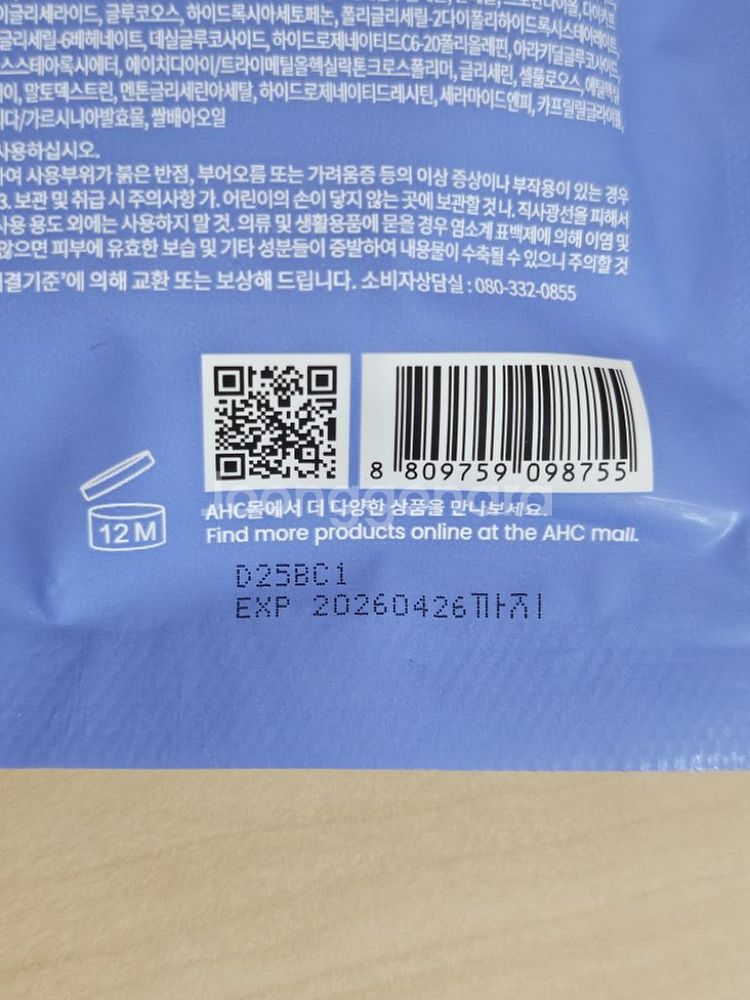 글리세라이드, 글루코오스, 하이드록시아세토페논, 폴리글리세릴-2다이폴리하이드록시스테아레이트,
글리세릴-6베헤네이트, 데실글루코사이드, 하이드로제네이티드C6-20폴리올레핀, 아라키딜글루코사이드,
에이치디아이/트라이메틸올헥실락톤크로스폴리머, 글리세린, 셀룰로오스,
말토덱스트린, 멘톤글리세린아세탈, 하이드로제네이티드레시틴, 세라마이드엔피, 카프릴릴글라이콜,
다/가르시니아발효물, 쌀배아오일
사용하십시오.
여 사용부위가 붉은 반점, 부어오름 또는 가려움증 등의 이상 증상이나 부작용이 있는 경우
3. 보관 및 취급 시 주의사항 가. 어린이의 손이 닿지 않는 곳에 보관할 것 나. 직사광선을 피해서
사용 용도 외에는 사용하지 말 것. 의류 및 생활용품에 묻을 경우 염소계 표백제에 의해 이염 및
않으면 피부에 유효한 보습 및 기타 성분들이 증발하여 내용물이 수축될 수 있으니 주의할 것
결기준'에 의해 교환 또는 보상해 드립니다. 소비자상담실 : 080-332-0855
8 809759 098755
12M
Joonggonara
AHC몰에서 더 다양한 상품을 만나보세요.
Find more products online at the AHC mall.
D25BC1
EXP 20260426까지